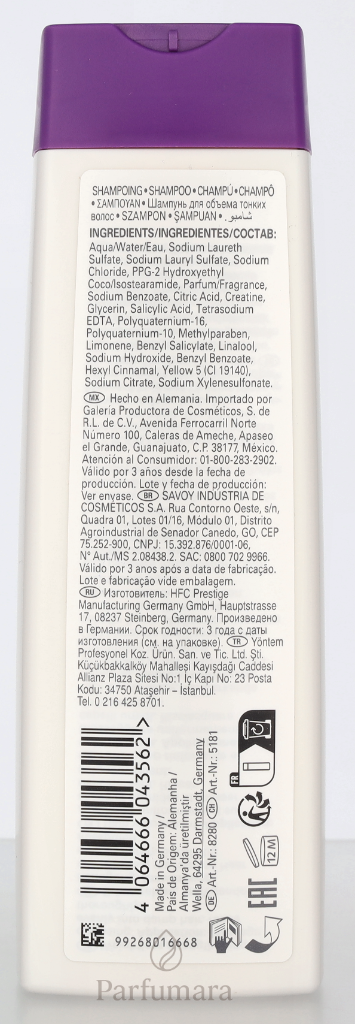 SHAMPOING • SHAMPOO • CHAMPÚ • CHAMPÔ
• ΣΑΜΠΟΥΑΝ • Шампунь для объема тонких
волос • SZAMPON • ŞAMPUAN • شامبو.
INGREDIENTS/INGREDIENTES/СОСТАВ:
Aqua/Water/Eau, Sodium Laureth
Sulfate, Sodium Lauryl Sulfate, Sodium
Chloride, PPG-2 Hydroxyethyl
Coco/Isostearamide, Parfum/Fragrance,
Sodium Benzoate, Citric Acid, Creatine,
Glycerin, Salicylic Acid, Tetrasodium
EDTA, Polyquaternium-16,
Polyquaternium-10, Methylparaben,
Limonene, Benzyl Salicylate, Linalool,
Sodium Hydroxide, Benzyl Benzoate,
Hexyl Cinnamal, Yellow 5 (CI 19140),
Sodium Citrate, Sodium Xylenesulfonate.
MX Hecho en Alemania. Importado por
Galería Productora de Cosméticos, S. de
R.L. de C.V., Avenida Ferrocarril Norte
Número 100, Caleras de Ameche, Apaseo
el Grande, Guanajuato, C.P. 38177, México.
Atención al Consumidor: 01-800-283-2902.
Válido por 3 años desde la fecha de
producción. Lote y fecha de producción:
Ver envase. BR SAVOY INDUSTRIA DE
COSMÉTICOS S.A. Rua Contorno Oeste, s/n,
Quadra 01, Lotes 01/16, Módulo 01, Distrito
Agroindustrial de Senador Canedo, GO, CEP
75.252-900, CNPJ: 15.392.876/0001-06,
N° Aut./MS 2.08438.2. SAC: 0800 702 9966.
Válido por 3 anos após a data de fabricação.
Lote e fabricação vide embalagem.
RU Изготовитель: HFC Prestige
Manufacturing Germany GmbH, Hauptstrasse
17, 08237 Steinberg, Germany. Произведено
в Германии. Срок годности: 3 года с даты
изготовления (см. на упаковке). TR Yöntem
Profesyonel Koz. Ürün. San. ve Tic. Ltd. Şti.
Küçükbakkalköy Mahallesi Kayışdağı Caddesi
Allianz Plaza Sitesi No:1 İç Kapı No: 23 Posta
Kodu: 34750 Ataşehir – İstanbul.
Tel. 0 216 425 8701.
4 064666 043562>
Made in Germany /
País de Origem: Alemanha /
Almanya'da üretilmiştir
Wella, 64295 Darmstadt, Germany
DE Art.-Nr.: 8280 CH Art.-Nr.: 5181
FR
12 M
EAC
99268016668
Parfumara